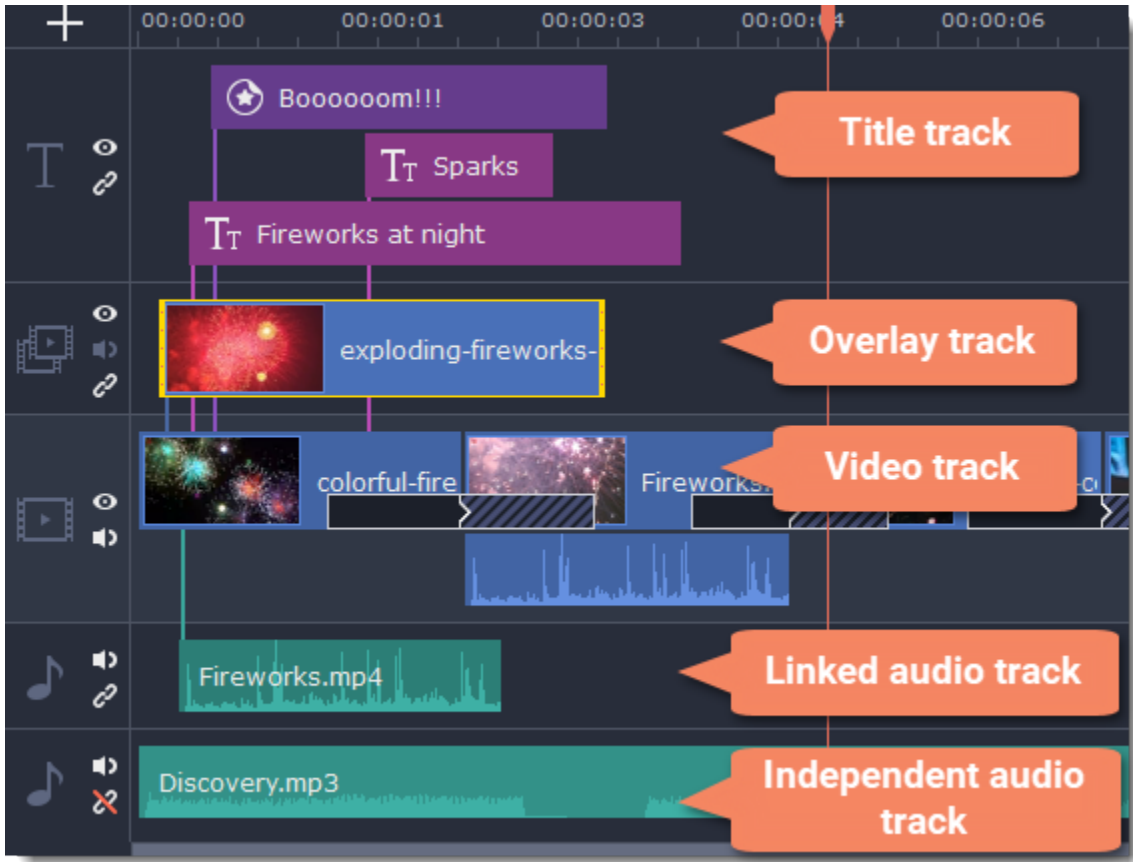 00:00:00 00:00:01 00:00:03 00:00:04 00:00:06
Boooooom!!!
Title track
Sparks
Fireworks at night
exploding-fireworks-
Overlay track
colorful-fire
Fireworks.
Video track
Fireworks.mp4
Linked audio track
Discovery.mp3
Independent audio
track